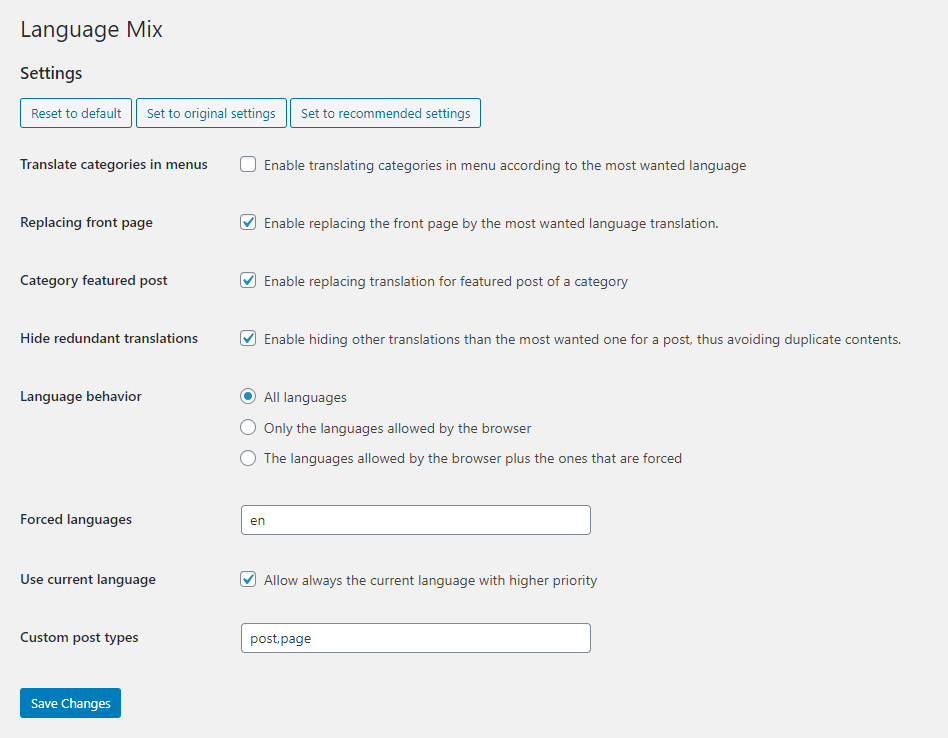 Language Mix
Settings
Reset to default
Set to original settings
Set to recommended settings
Translate categories in menus
Enable translating categories in menu according to the most wanted language
Replacing front page
Enable replacing the front page by the most wanted language translation.
Category featured post
Enable replacing translation for featured post of a category
Hide redundant translations
Enable hiding other translations than the most wanted one for a post, thus avoiding duplicate contents.
Language behavior
All languages
Only the languages allowed by the browser
The languages allowed by the browser plus the ones that are forced
Forced languages
en
Use current language
Allow always the current language with higher priority
Custom post types
post,page
Save Changes